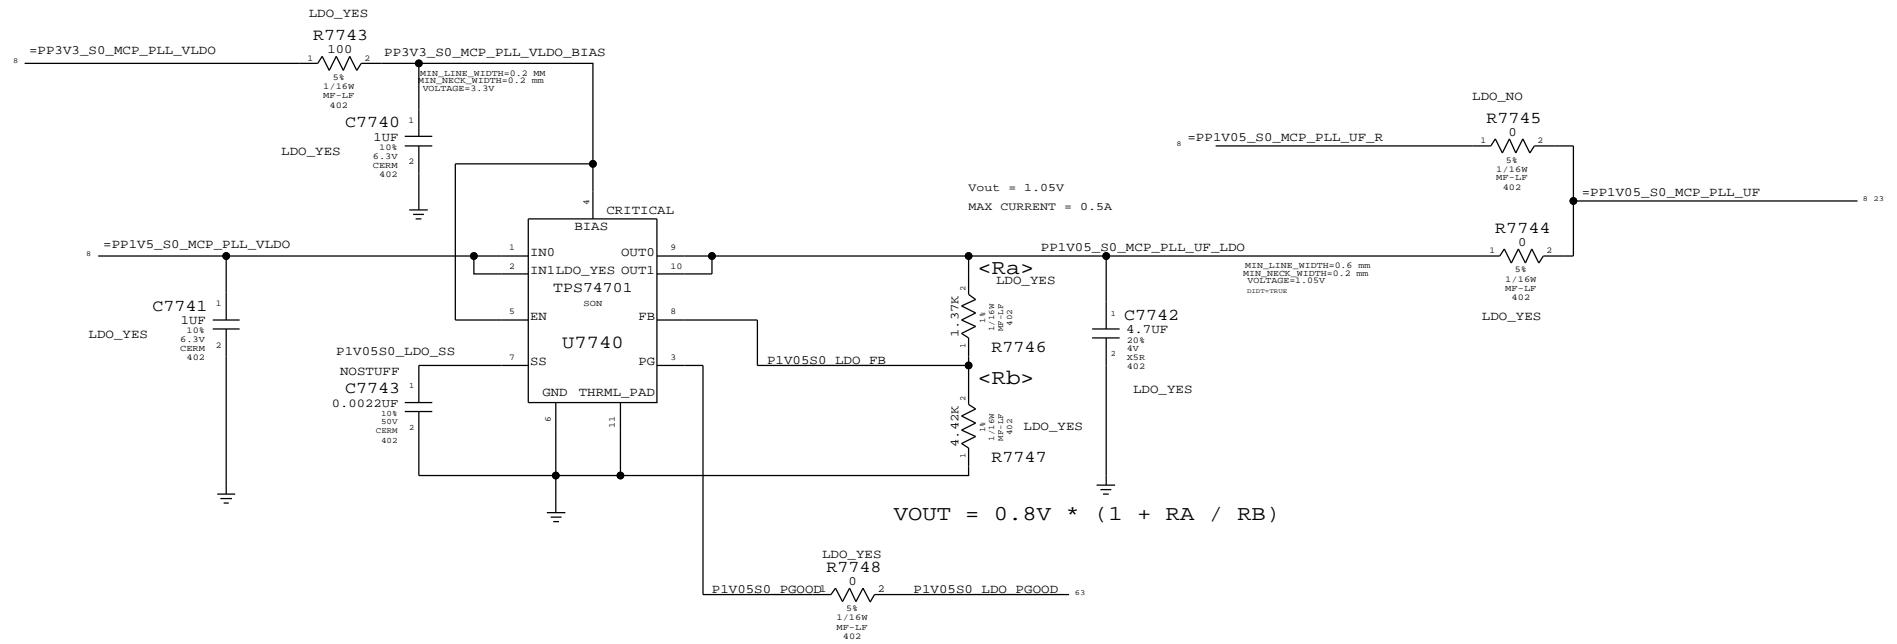 LDO_YES
R7743
=PP3V3_S0_MCP_PLL_VLDO
100
PP3V3_S0_MCP_PLL_VLDO_BIAS
8
1
2
5%
1/16W
MF-LF
402
MIN_LINE_WIDTH=0.2 MM
MIN_NECK_WIDTH=0.2 mm
VOLTAGE=3.3V
C7740
1
1UF
10%
6.3V
CERM
402
2
LDO_YES
LDO_NO
R7745
0
=PP1V05_S0_MCP_PLL_UF_R
8
1
2
5%
1/16W
MF-LF
402
Vout = 1.05V
MAX CURRENT = 0.5A
=PP1V05_S0_MCP_PLL_UF
8 23
4
CRITICAL
BIAS
=PP1V5_S0_MCP_PLL_VLDO
8
1
IN0
OUT0
9
2
IN1
LDO_YES
OUT1
10
TPS74701
SON
5
EN
FB
8
U7740
7
SS
PG
3
GND
THRML_PAD
6
11
C7741
1
1UF
10%
6.3V
CERM
402
2
LDO_YES
P1V05S0_LDO_SS
NOSTUFF
C7743
1
0.0022UF
10%
50V
CERM
402
2
PP1V05_S0_MCP_PLL_UF_LDO
MIN_LINE_WIDTH=0.6 mm
MIN_NECK_WIDTH=0.2 mm
VOLTAGE=1.05V
DIDT=TRUE
R7744
0
1
2
5%
1/16W
MF-LF
402
LDO_YES
<Ra>
LDO_YES
2
1.37K
1%
1/16W
MF-LF
402
1
R7746
P1V05S0_LDO_FB
<Rb>
2
4.42K
1%
1/16W
MF-LF
402
LDO_YES
1
R7747
C7742
1
4.7UF
20%
4V
X5R
402
2
LDO_YES
VOUT = 0.8V * (1 + RA / RB)
LDO_YES
R7748
0
P1V05S0_PGOOD
1
2
P1V05S0_LDO_PGOOD
63
5%
1/16W
MF-LF
402